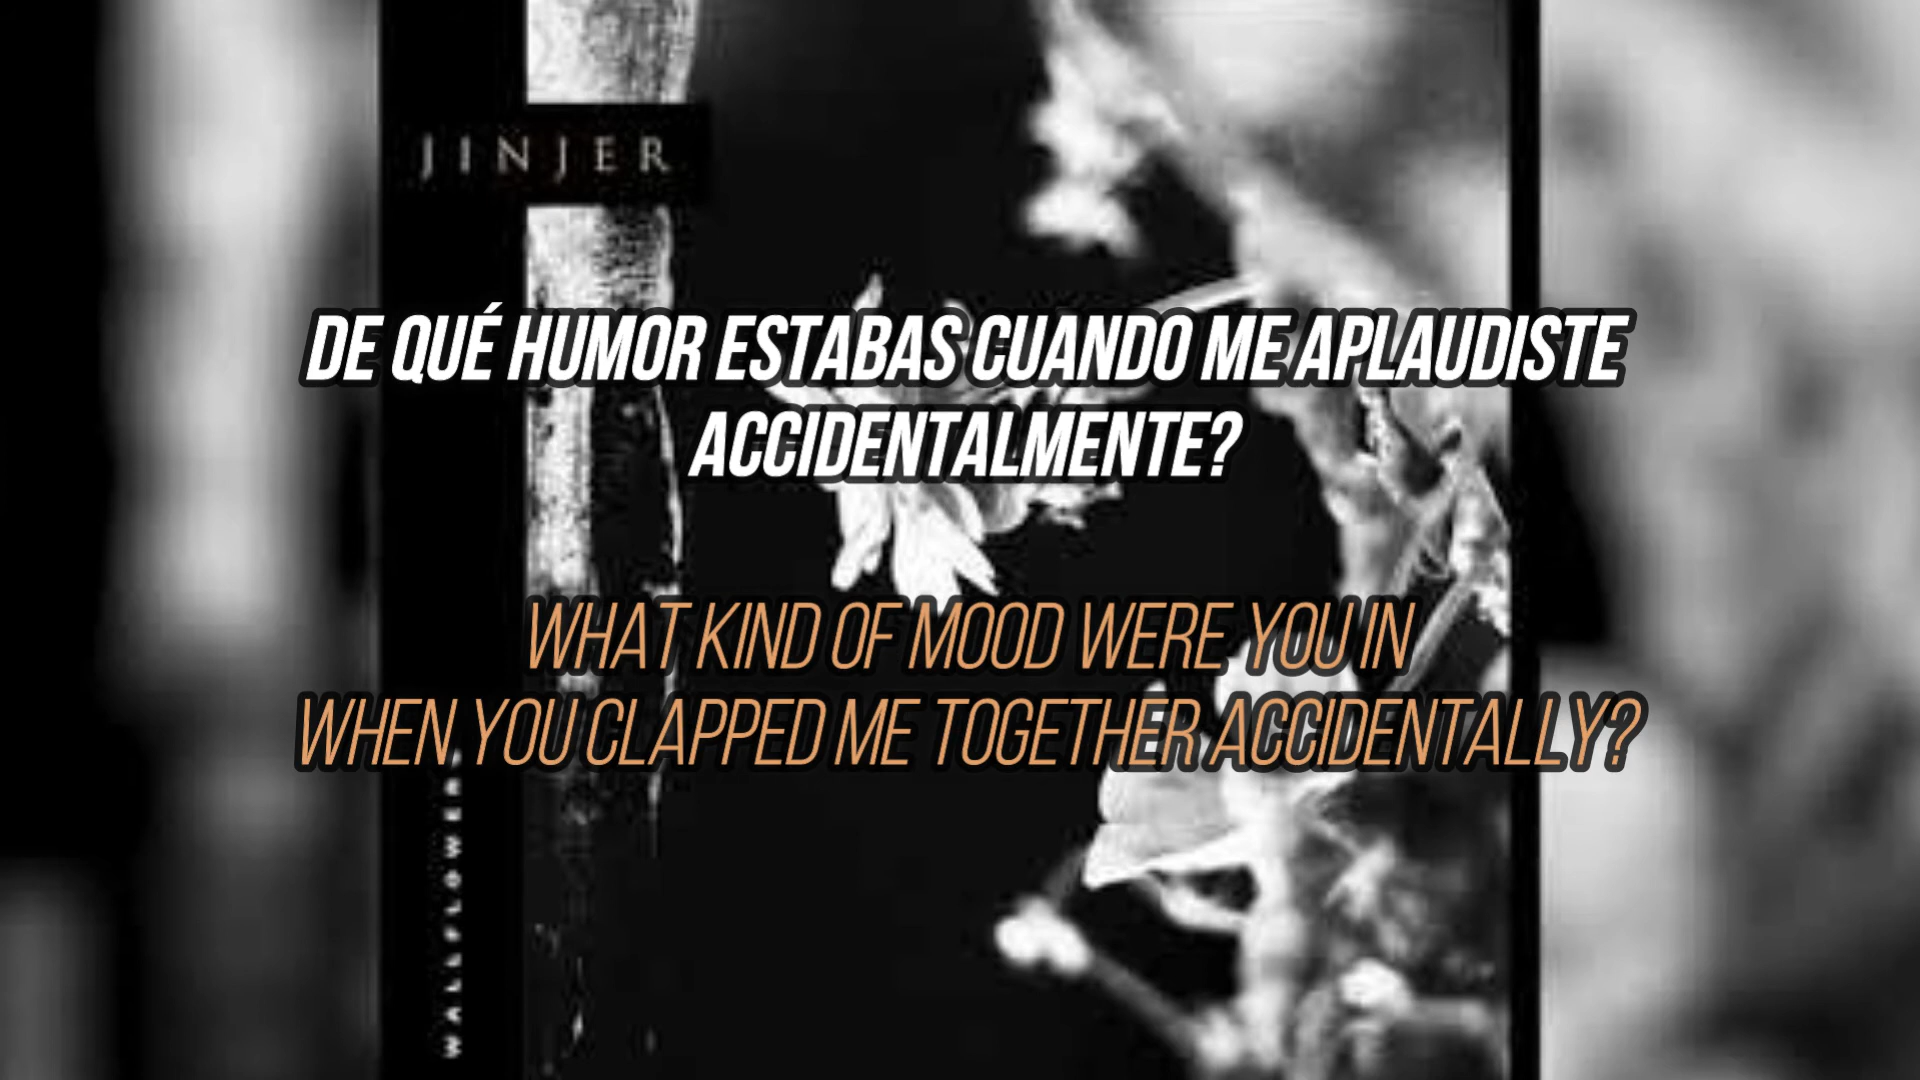 JINJER
DE QUÉ HUMOR ESTABAS CUANDO ME APLAUDISTE
ACCIDENTALMENTE?
WHAT KIND OF MOOD WERE YOU IN
WHEN YOU CLAPPED ME TOGETHER ACCIDENTALLY?
WALLFLOWERS